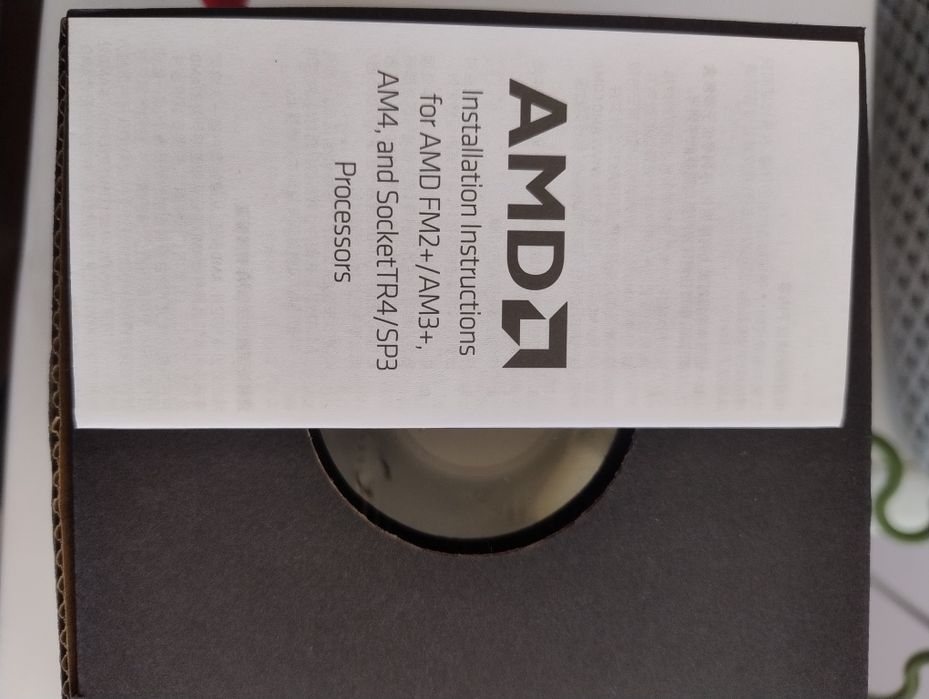 AMD
Installation Instructions
for AMD FM2+/AM3+,
AM4, and SocketTR4/SP3
Processors